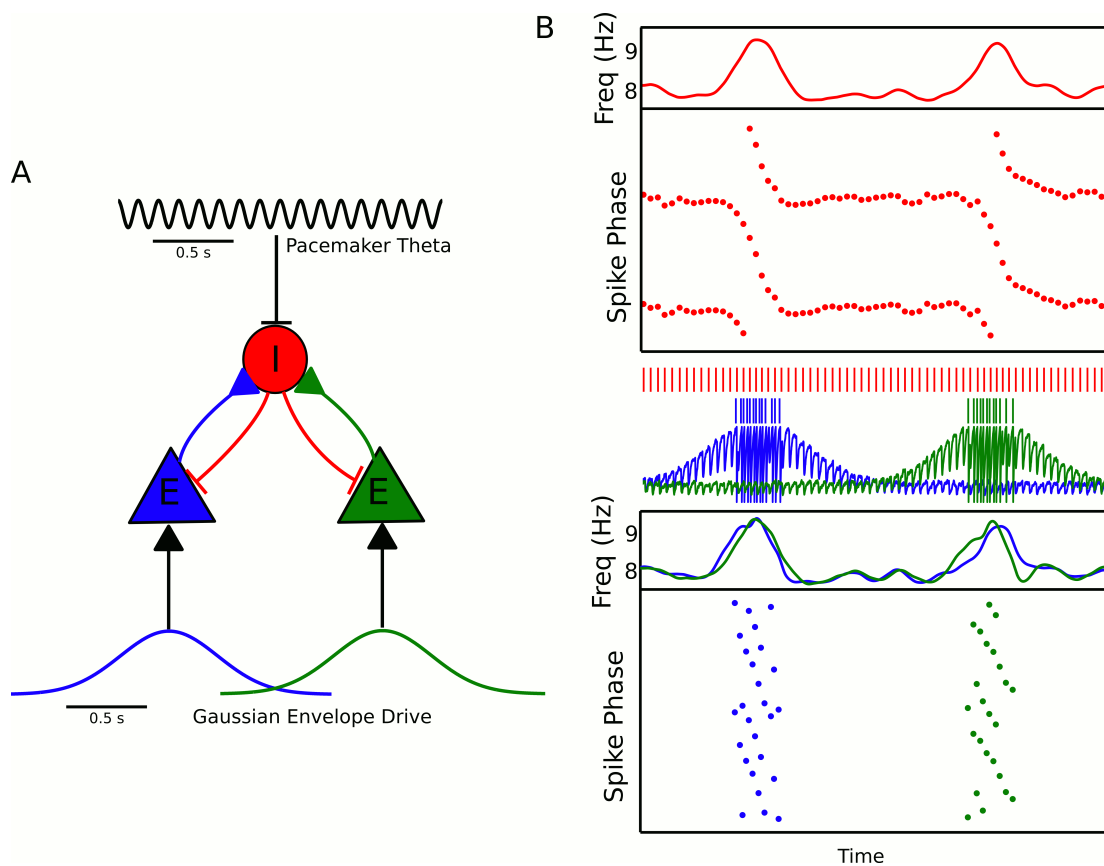 A
0.5 s
Pacemaker Theta
I
E
E
0.5 s
Gaussian Envelope Drive
B
Freq (Hz)
9
8
Spike Phase
Freq (Hz)
9
8
Spike Phase
Time